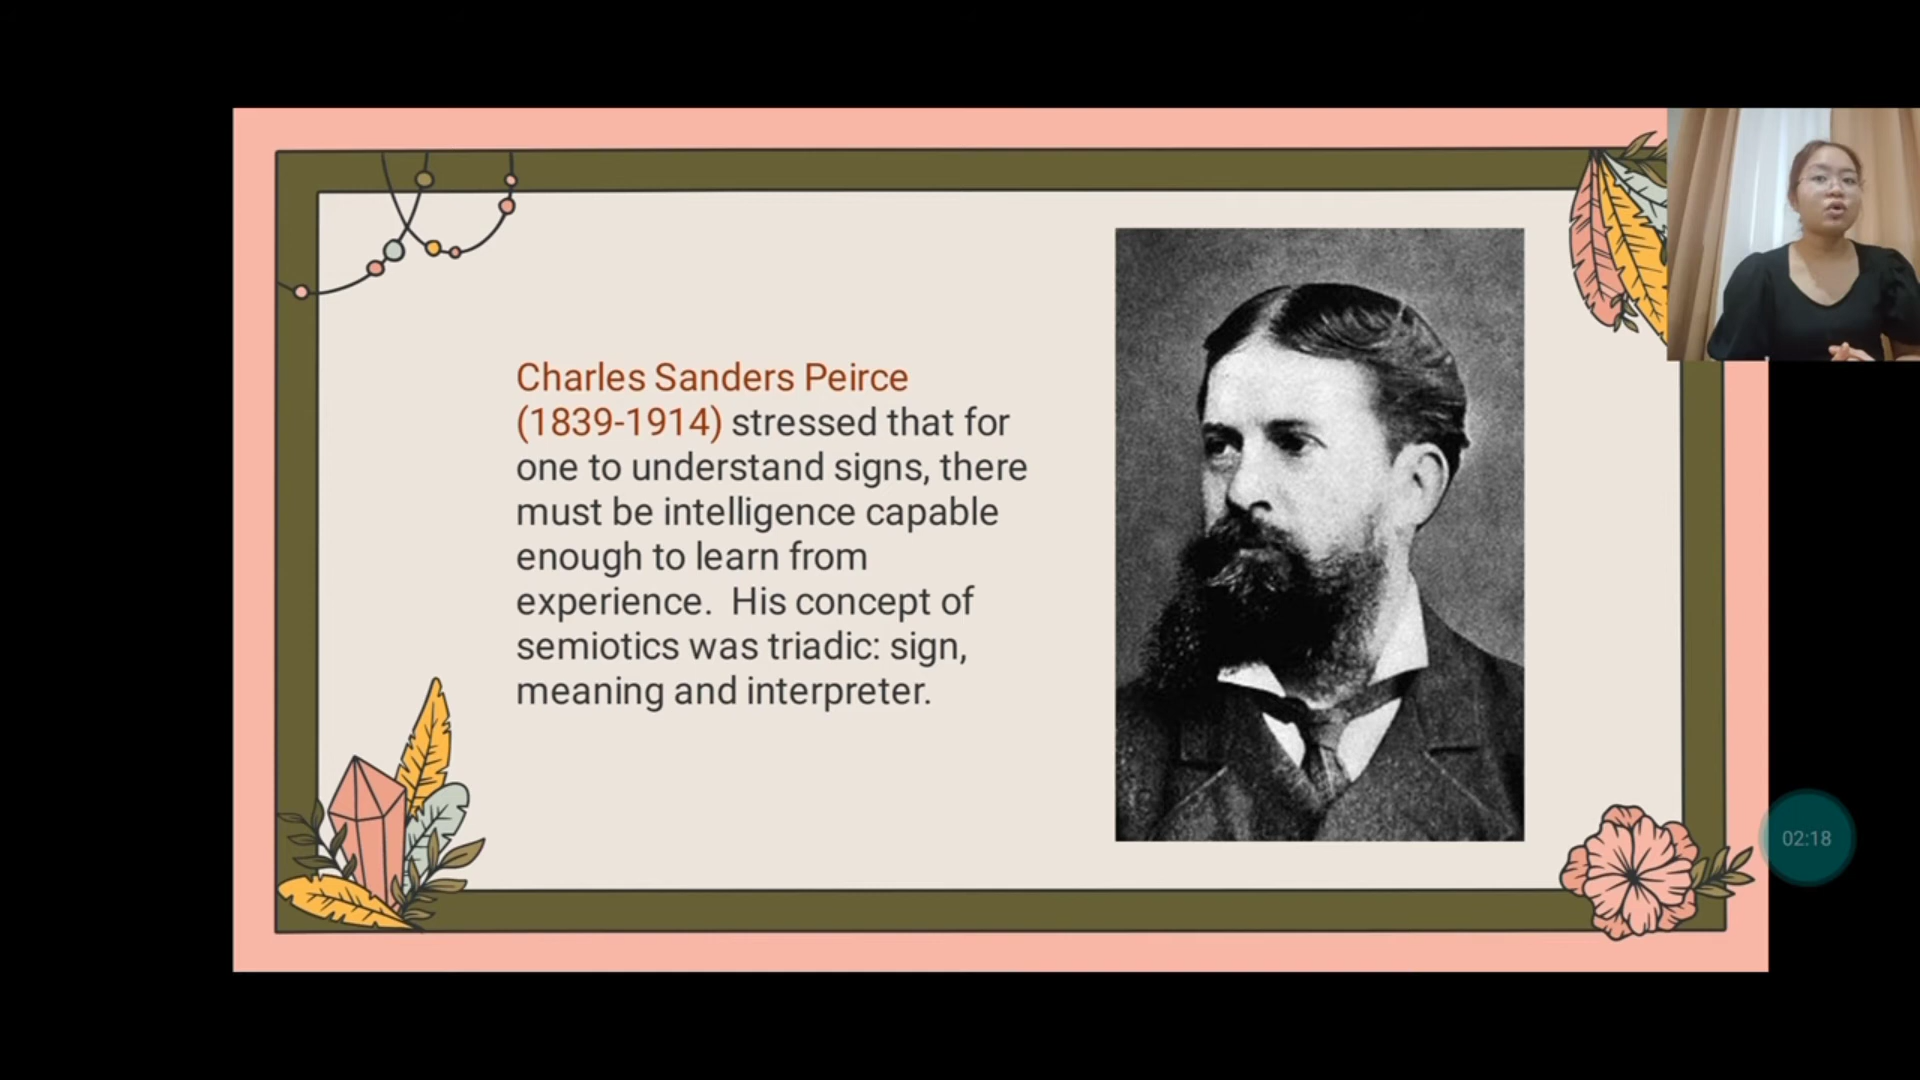 Charles Sanders Peirce
(1839-1914) stressed that for
one to understand signs, there
must be intelligence capable
enough to learn from
experience.  His concept of
semiotics was triadic: sign,
meaning and interpreter.
02:18